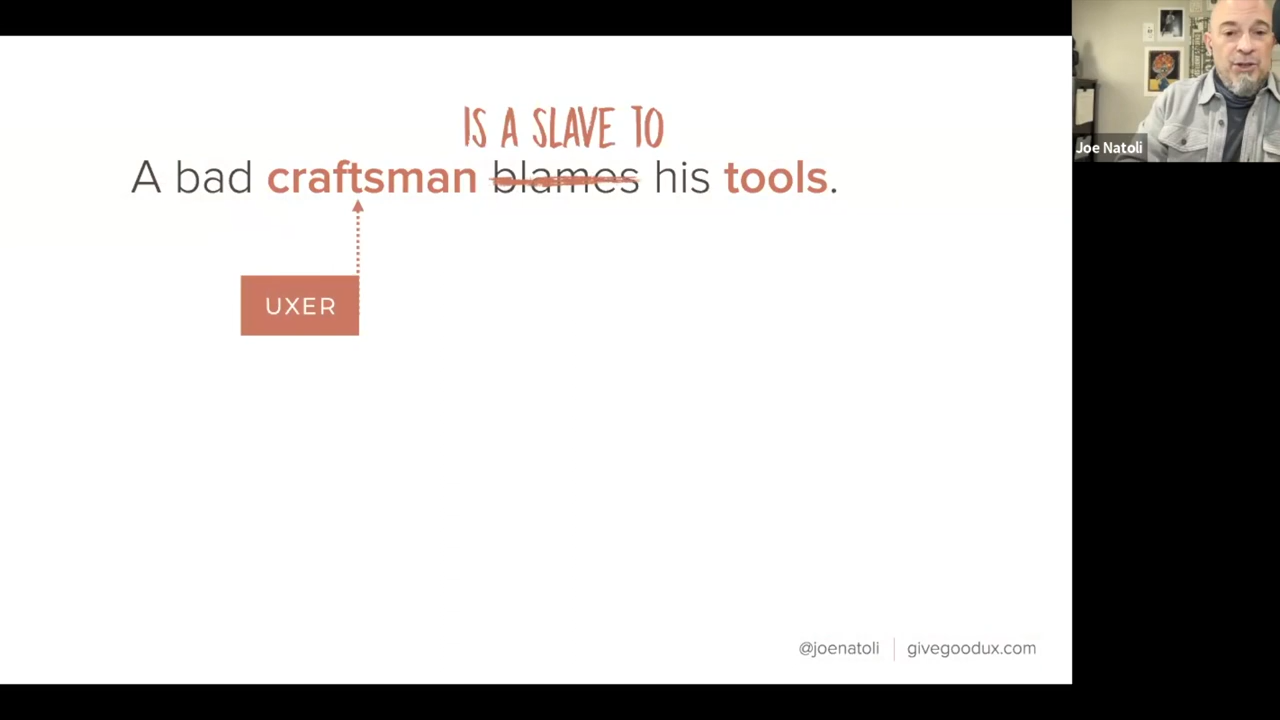 IS A SLAVE TO
A bad craftsman blames his tools.
UXER
@joenatoli | givegoodux.com
Joe Natoli